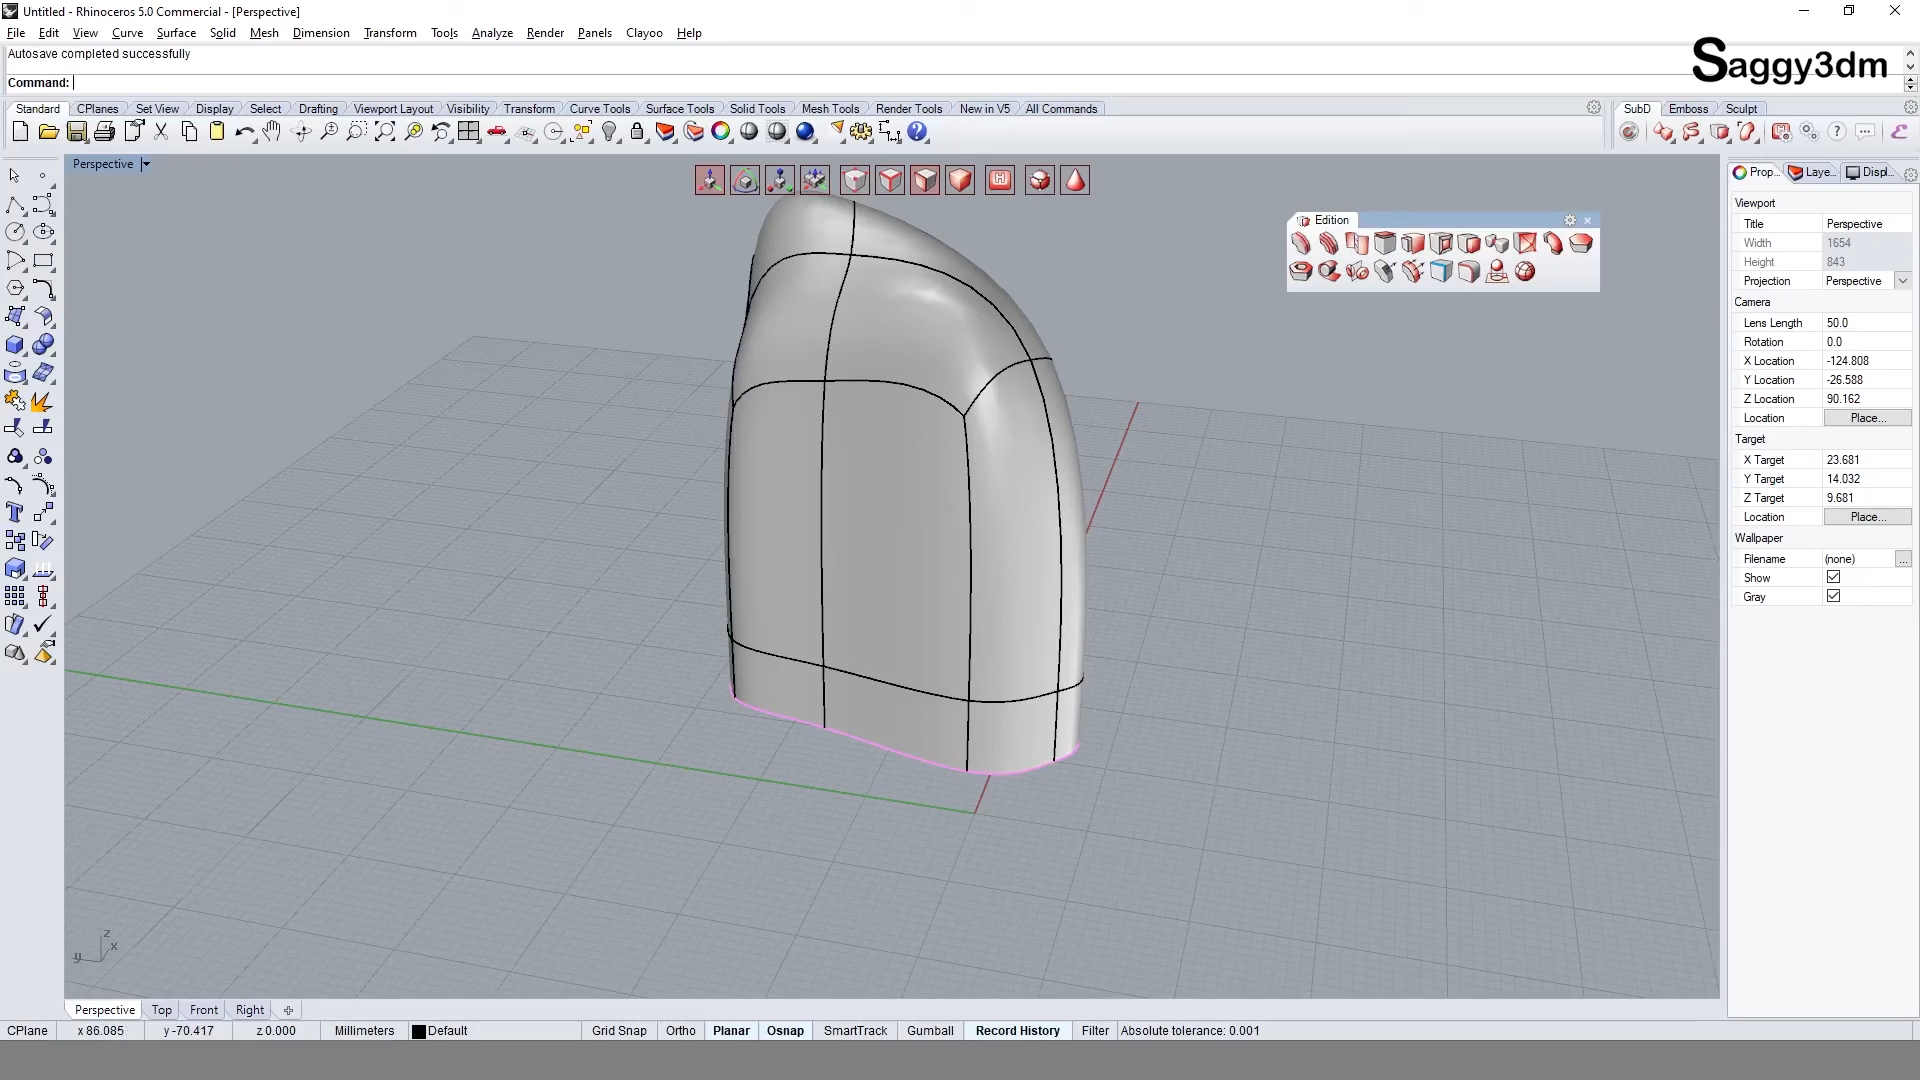 Untitled - Rhinoceros 5.0 Commercial - [Perspective]
File Edit View Curve Surface Solid Mesh Dimension Transform Tools Analyze Render Panels Clayoo Help
Autosave completed successfully
Command:
Saggy3dm
Standard CPlanes Set View Display Select Drafting Viewport Layout Visibility Transform Curve Tools Surface Tools Solid Tools Mesh Tools Render Tools New in V5 All Commands
SubD Emboss Sculpt
Perspective
Edition
Prop... Laye... Displ...
Viewport
Title Perspective
Width 1654
Height 843
Projection Perspective
Camera
Lens Length 50.0
Rotation 0.0
X Location -124.808
Y Location -26.588
Z Location 90.162
Location Place...
Target
X Target 23.681
Y Target 14.032
Z Target 9.681
Location Place...
Wallpaper
Filename (none) ...
Show
Gray
z
x
y
Perspective Top Front Right
CPlane x 86.085 y -70.417 z 0.000 Millimeters Default Grid Snap Ortho Planar Osnap SmartTrack Gumball Record History Filter Absolute tolerance: 0.001